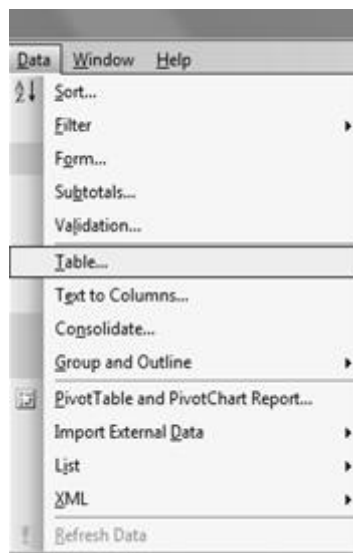 Data Window Help
Sort...
Filter
Form...
Subtotals...
Validation...
Table...
Text to Columns...
Consolidate...
Group and Outline
PivotTable and PivotChart Report...
Import External Data
List
XML
Refresh Data